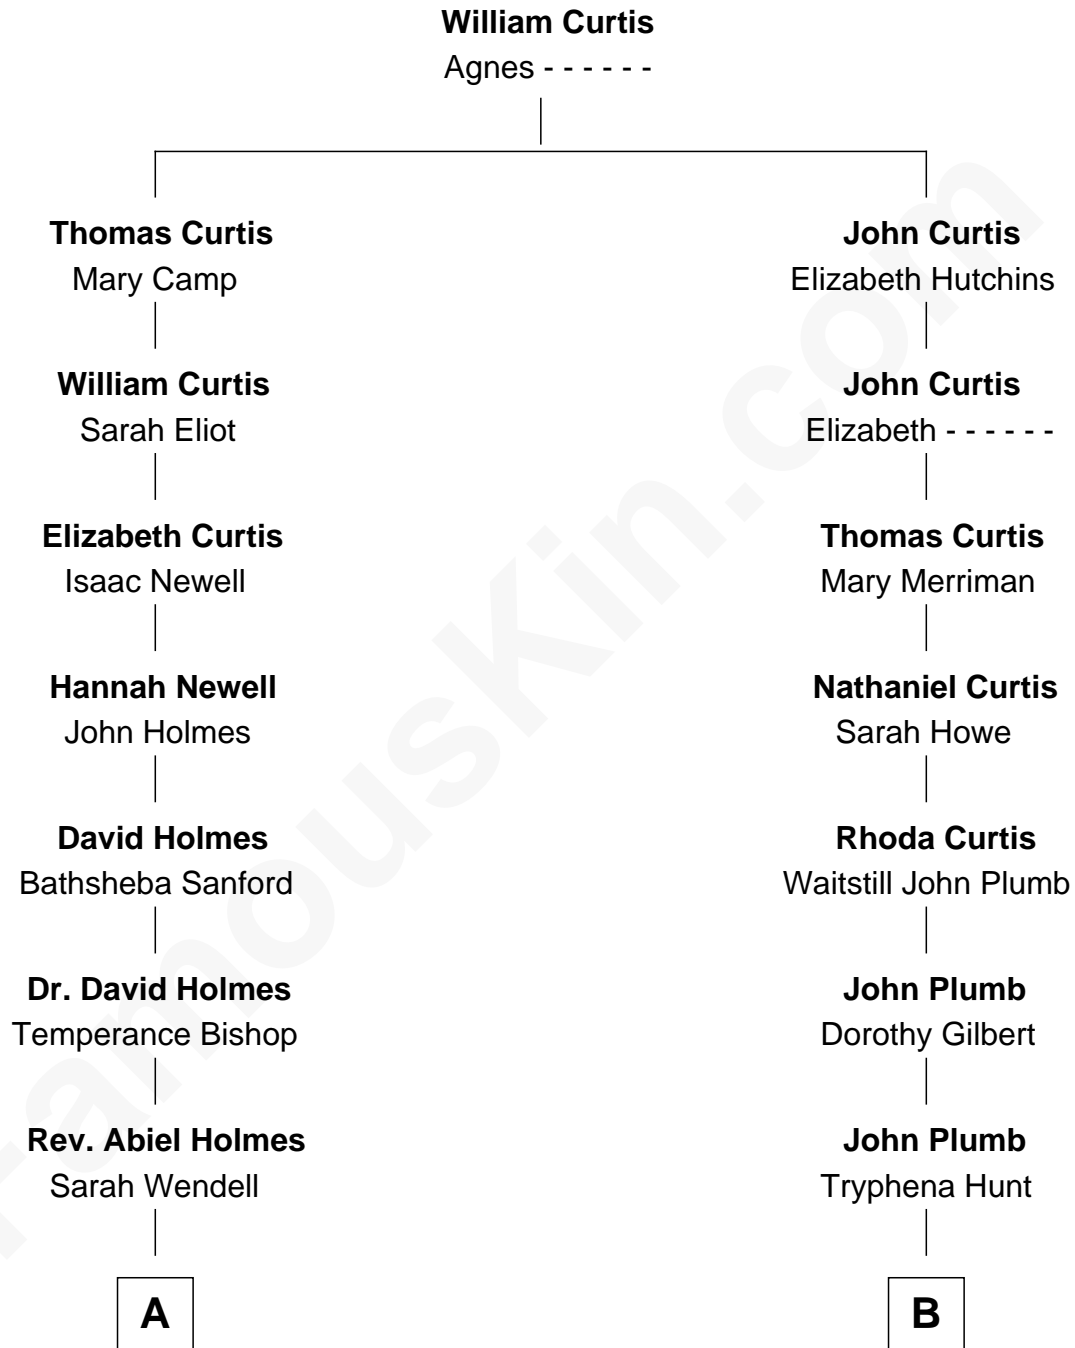 William Curtis
Agnes - - - - - -
Thomas Curtis
Mary Camp
William Curtis
Sarah Eliot
Elizabeth Curtis
Isaac Newell
Hannah Newell
John Holmes
David Holmes
Bathsheba Sanford
Dr. David Holmes
Temperance Bishop
Rev. Abiel Holmes
Sarah Wendell
A
John Curtis
Elizabeth Hutchins
John Curtis
Elizabeth - - - - - -
Thomas Curtis
Mary Merriman
Nathaniel Curtis
Sarah Howe
Rhoda Curtis
Waitstill John Plumb
John Plumb
Dorothy Gilbert
John Plumb
Tryphena Hunt
B
FamousKin.com